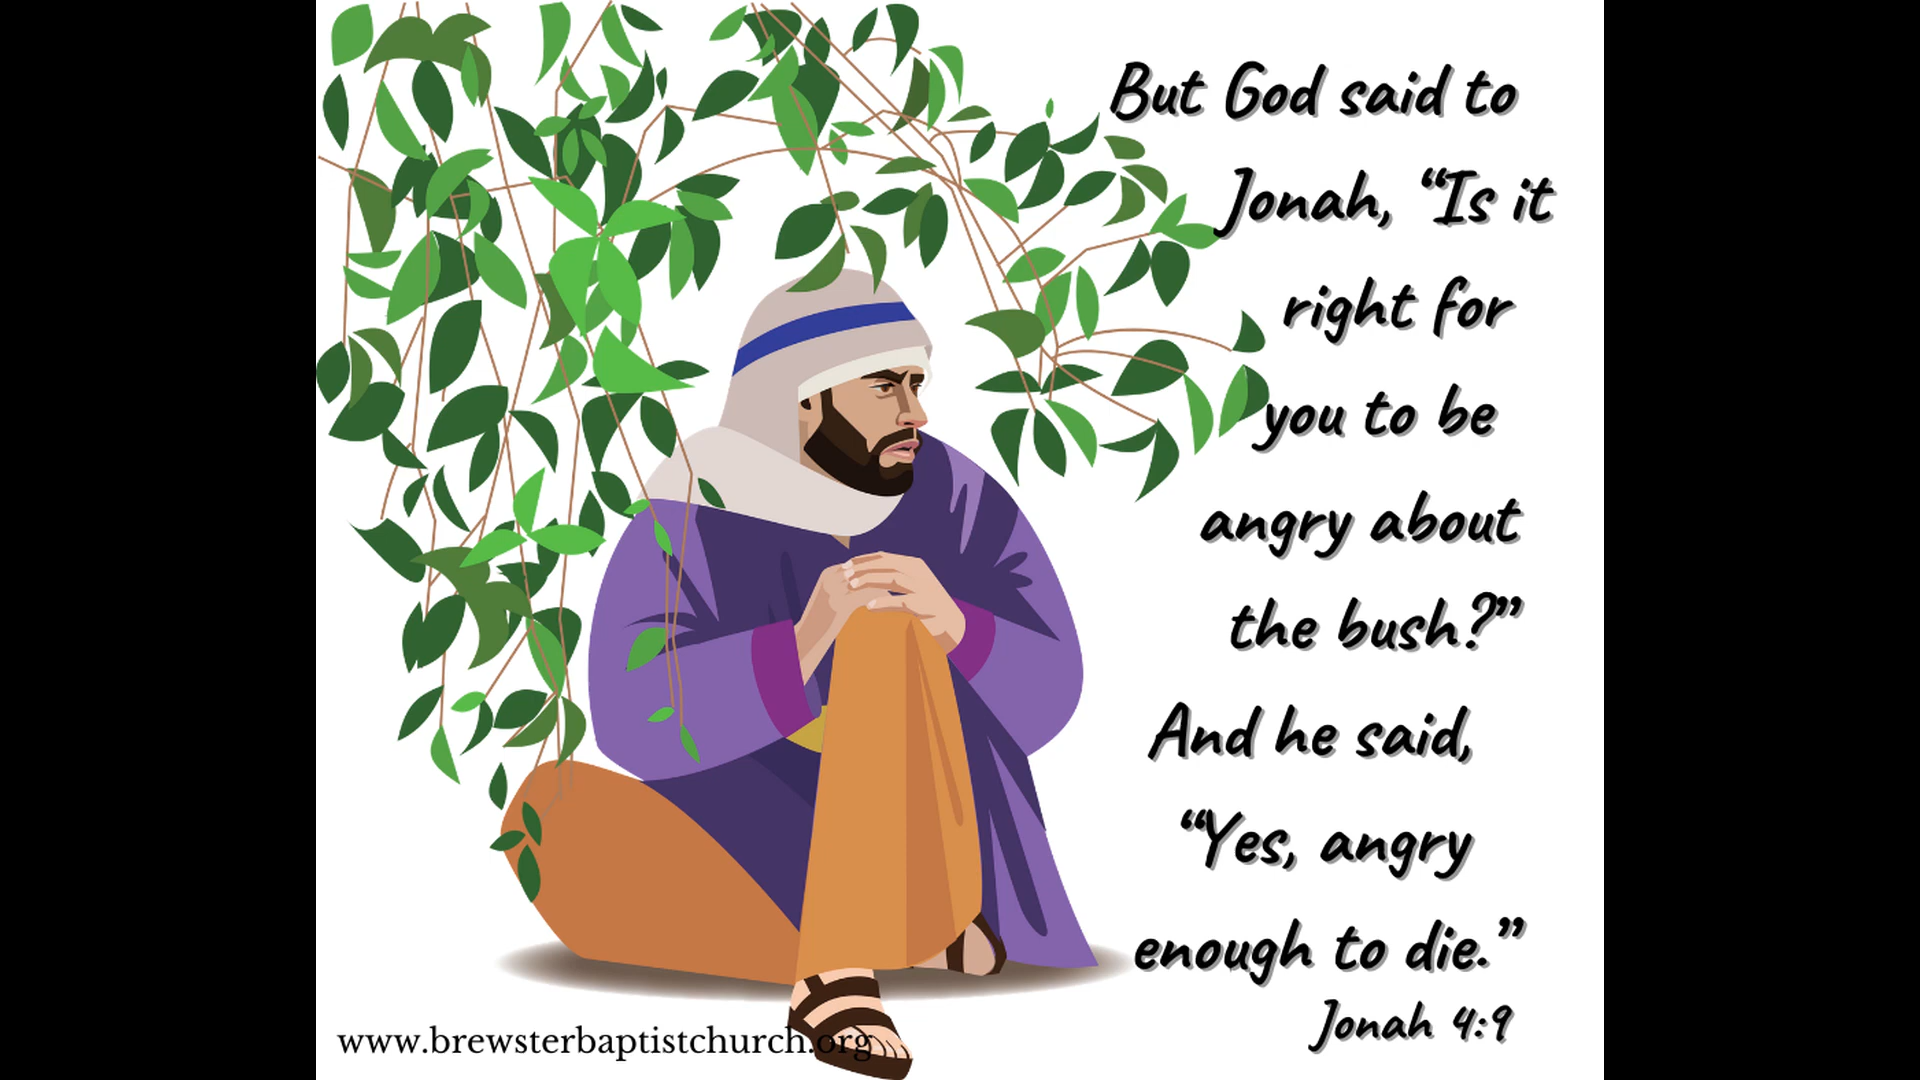 But God said to
Jonah, “Is it
right for
you to be
angry about
the bush?”
And he said,
“Yes, angry
enough to die.”
Jonah 4:9
www.brewsterbaptistchurch.org